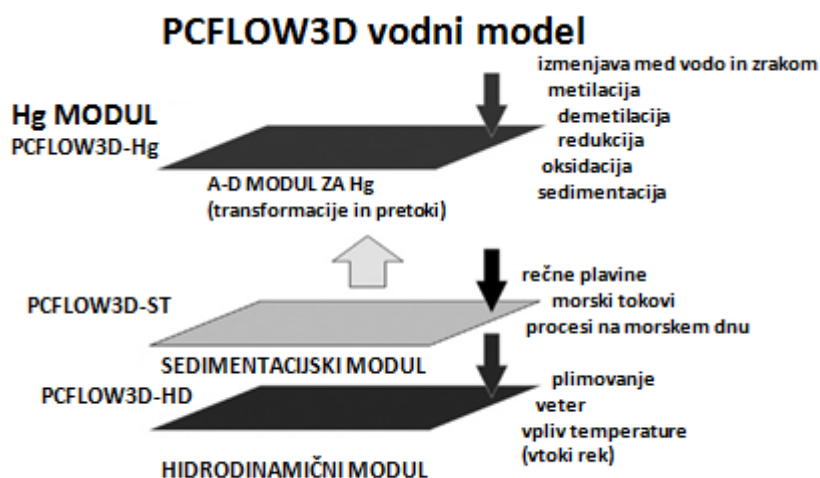 PCFLOW3D vodni model
izmenjava med vodo in zrakom
metilacija
demetilacija
redukcija
oksidacija
sedimentacija
Hg MODUL
PCFLOW3D-Hg
A-D MODUL ZA Hg
(transformacije in pretoki)
rečne plavine
morski tokovi
procesi na morskem dnu
PCFLOW3D-ST
SEDIMENTACIJSKI MODUL
PCFLOW3D-HD
plimovanje
veter
vpliv temperature
(vtoki rek)
HIDRODINAMIČNI MODUL